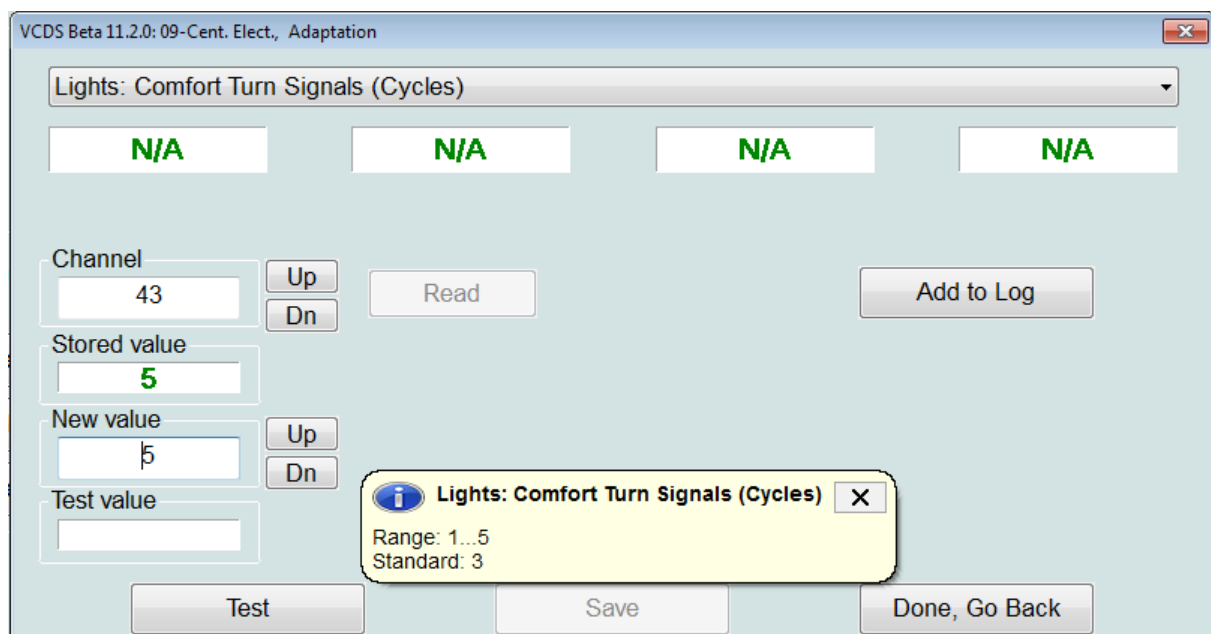 VCDS Beta 11.2.0: 09-Cent. Elect., Adaptation
Lights: Comfort Turn Signals (Cycles)
N/A N/A N/A N/A
Channel
43
Up
Dn
Read
Add to Log
Stored value
5
New value
5
Up
Dn
Test value
Lights: Comfort Turn Signals (Cycles)
Range: 1...5
Standard: 3
Test
Save
Done, Go Back